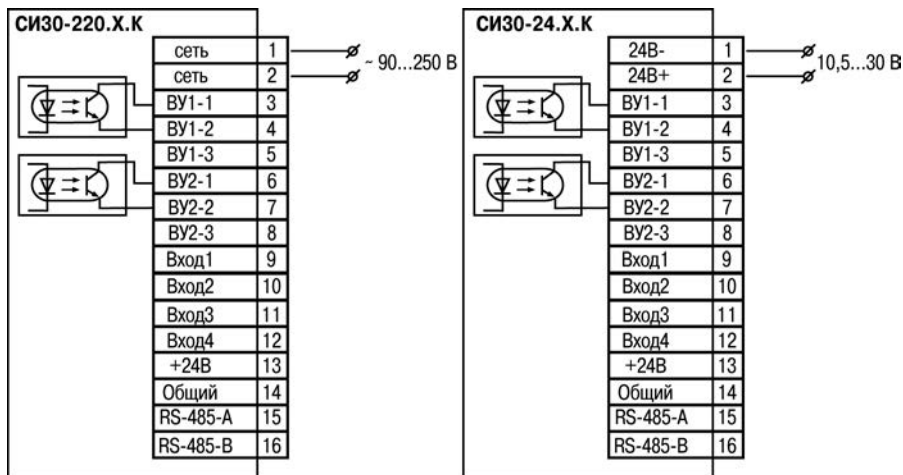 СИ30-220.Х.К
сеть 1
сеть 2
~ 90...250 В
ВУ1-1 3
ВУ1-2 4
ВУ1-3 5
ВУ2-1 6
ВУ2-2 7
ВУ2-3 8
Вход1 9
Вход2 10
Вход3 11
Вход4 12
+24В 13
Общий 14
RS-485-A 15
RS-485-B 16
СИ30-24.Х.К
24В- 1
24В+ 2
10,5...30 В
ВУ1-1 3
ВУ1-2 4
ВУ1-3 5
ВУ2-1 6
ВУ2-2 7
ВУ2-3 8
Вход1 9
Вход2 10
Вход3 11
Вход4 12
+24В 13
Общий 14
RS-485-A 15
RS-485-B 16